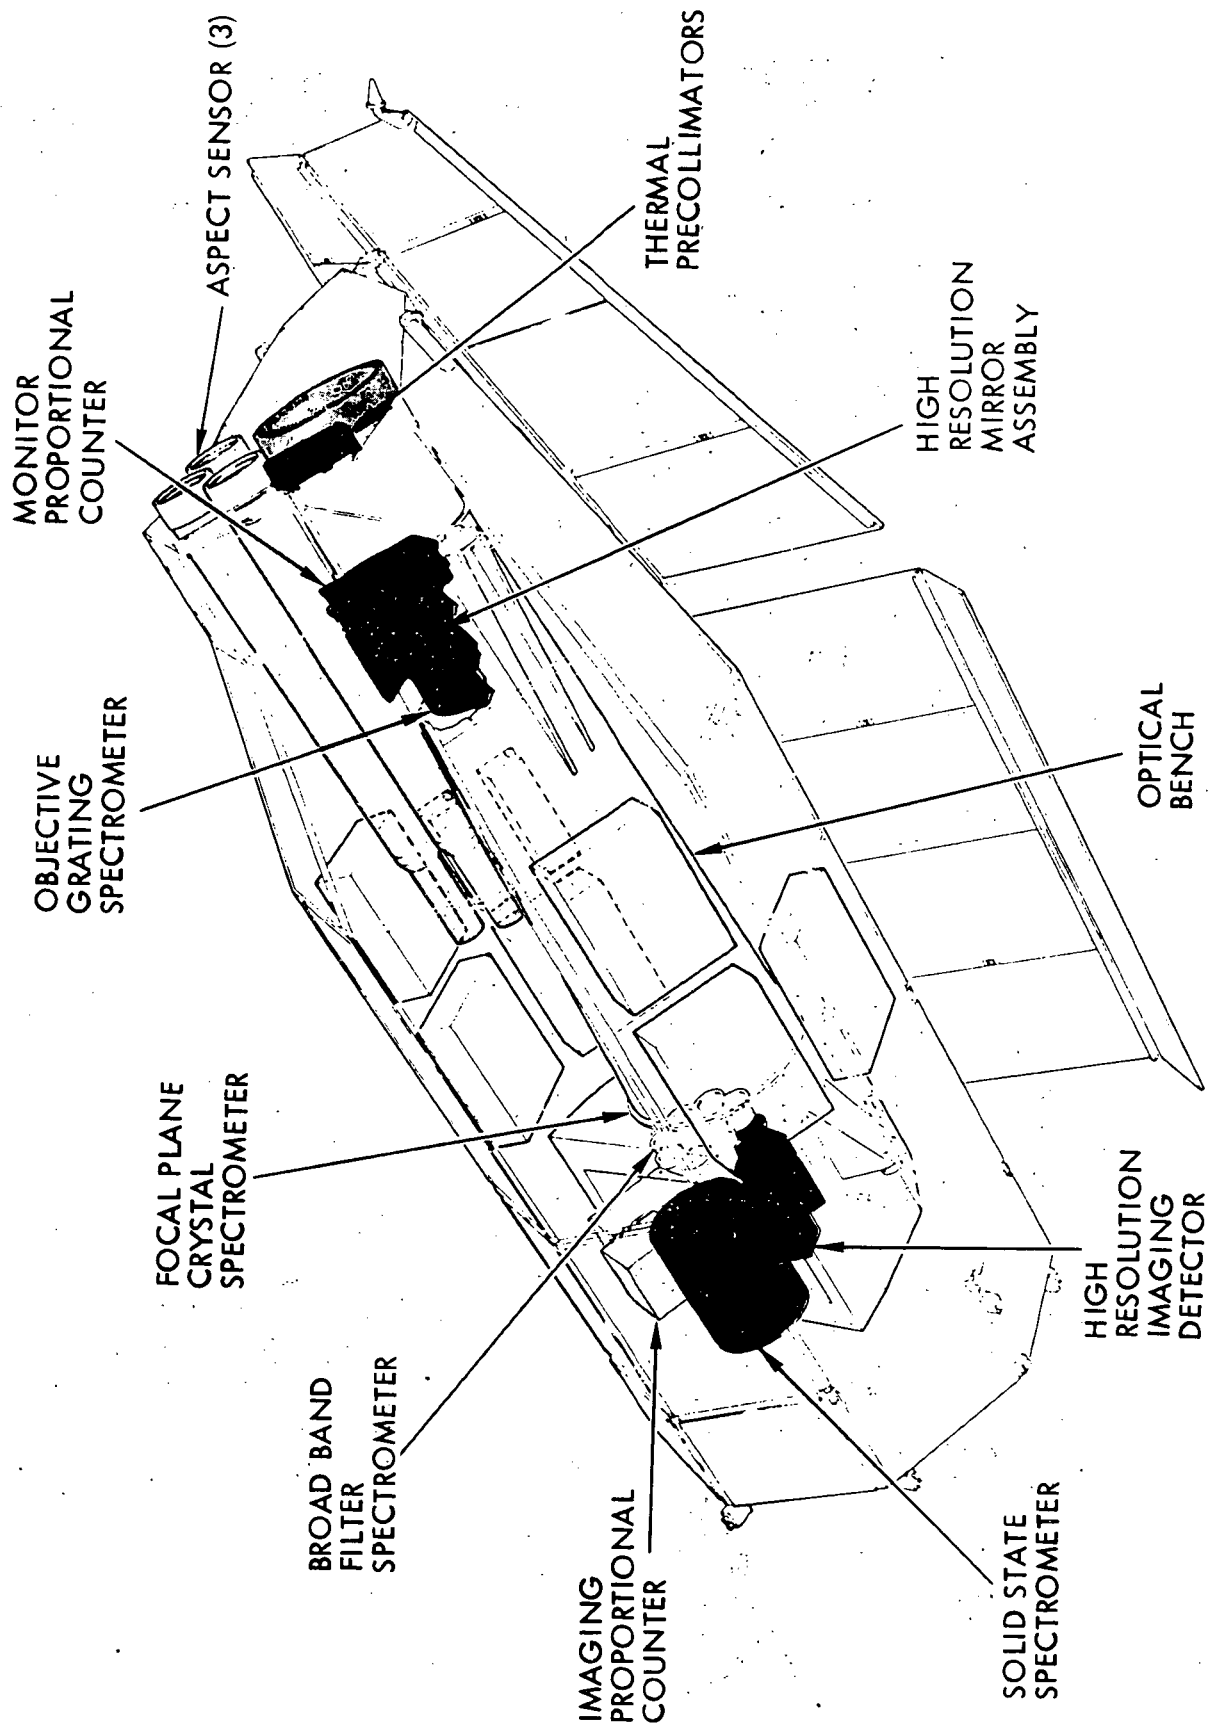 IMAGING
PROPORTIONAL
COUNTER
BROAD BAND
FILTER
SPECTROMETER
FOCAL PLANE
CRYSTAL
SPECTROMETER
OBJECTIVE
GRATING
SPECTROMETER
MONITOR
PROPORTIONAL
COUNTER
ASPECT SENSOR (3)
THERMAL
PRECOLLIMATORS
HIGH
RESOLUTION
MIRROR
ASSEMBLY
OPTICAL
BENCH
HIGH
RESOLUTION
IMAGING
DETECTOR
SOLID STATE
SPECTROMETER